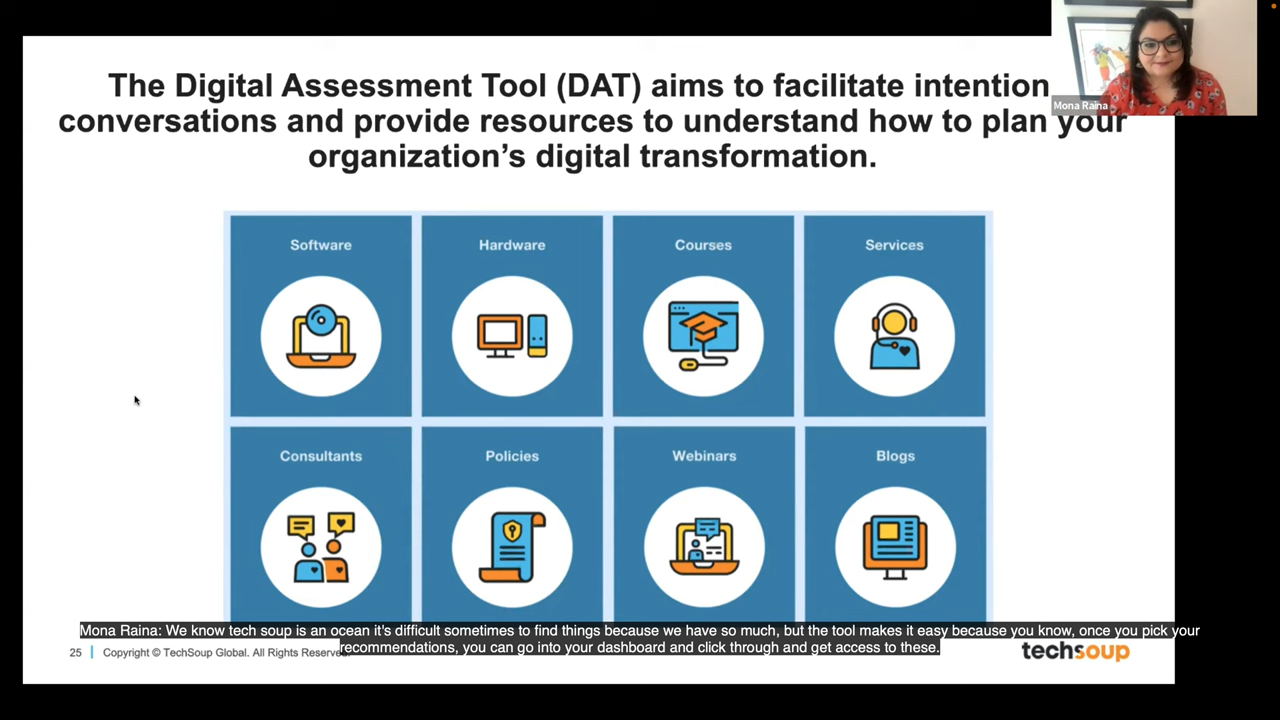 The Digital Assessment Tool (DAT) aims to facilitate intention
conversations and provide resources to understand how to plan your
organization's digital transformation.
Mona Raina
Software
Hardware
Courses
Services
Consultants
Policies
Webinars
Blogs
Mona Raina: We know tech soup is an ocean it's difficult sometimes to find things because we have so much, but the tool makes it easy because you know, once you pick your
recommendations, you can go into your dashboard and click through and get access to these.
25 | Copyright © TechSoup Global. All Rights Reserve
techsoup